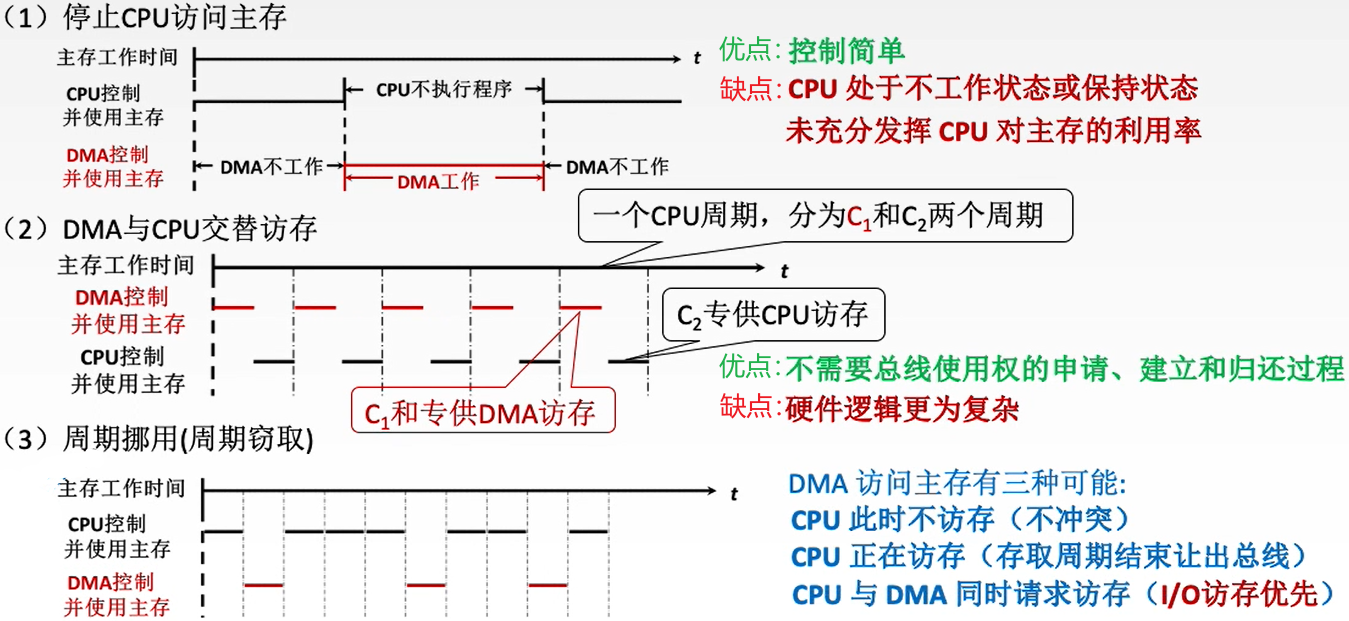 （1）停止CPU访问主存
主存工作时间
t
CPU控制
并使用主存
CPU不执行程序
DMA控制
并使用主存
DMA不工作
DMA工作
DMA不工作
优点：控制简单
缺点：CPU 处于不工作状态或保持状态
未充分发挥 CPU 对主存的利用率
（2）DMA与CPU交替访存
一个CPU周期，分为C1和C2两个周期
主存工作时间
t
DMA控制
并使用主存
C2专供CPU访存
CPU控制
并使用主存
C1和专供DMA访存
优点：不需要总线使用权的申请、建立和归还过程
缺点：硬件逻辑更为复杂
（3）周期挪用(周期窃取)
主存工作时间
t
CPU控制
并使用主存
DMA控制
并使用主存
DMA 访问主存有三种可能:
CPU 此时不访存（不冲突）
CPU 正在访存（存取周期结束让出总线）
CPU 与 DMA 同时请求访存（I/O访存优先）